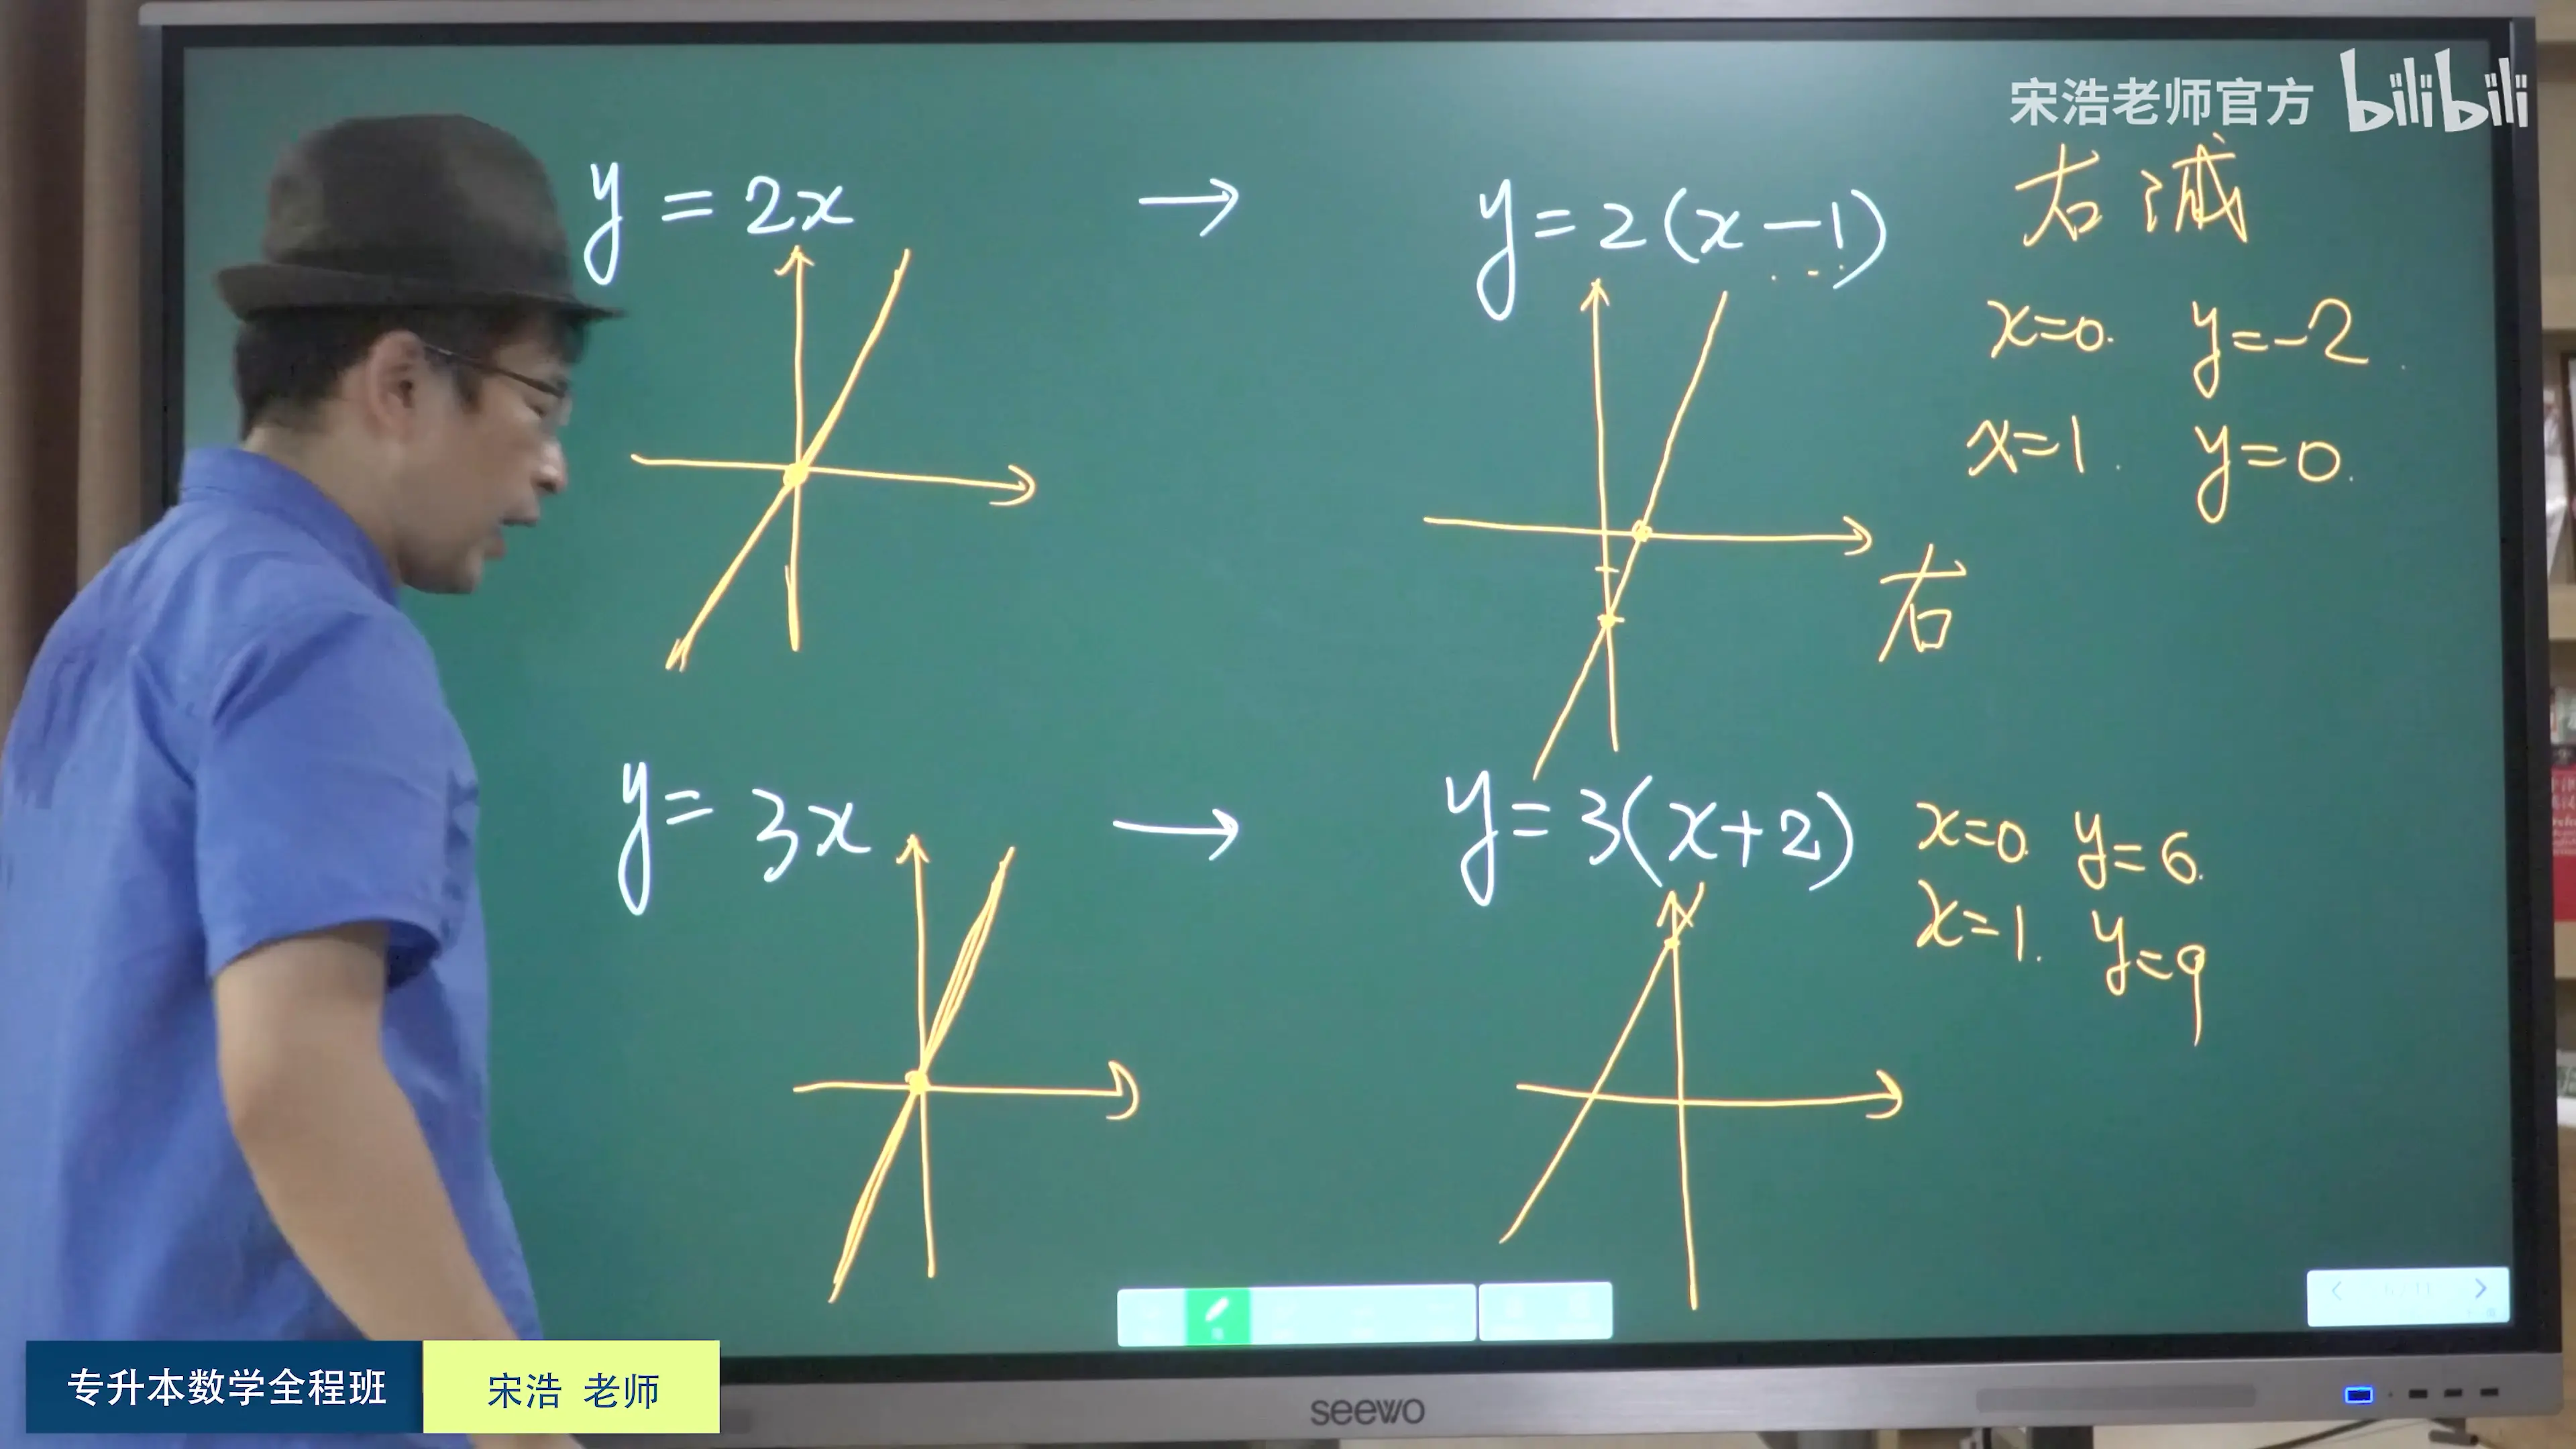 宋浩老师官方 bilibili
y=2x → y=2(x-1) 右减
x=0. y=-2.
x=1. y=0.
右
y=3x → y=3(x+2) x=0. y=6.
x=1. y=9
专升本数学全程班 宋浩 老师
seewo